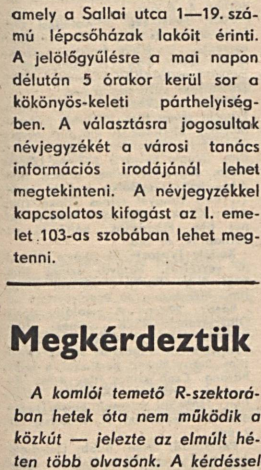 amely a Sallai utca 1—19. szá-
mú lépcsőházak lakóit érinti.
A jelölőgyűlésre a mai napon
délután 5 órakor kerül sor a
kökönyös-keleti párthelyiség-
ben. A választásra jogosultak
névjegyzékét a városi tanács
információs irodájánál lehet
megtekinteni. A névjegyzékkel
kapcsolatos kifogást az I. eme-
let 103-as szobában lehet meg-
tenni.
Megkérdeztük
A komlói temető R-szektorá-
ban hetek óta nem működik a
közkút — jelezte az elmúlt hé-
ten több olvasónk. A kérdéssel